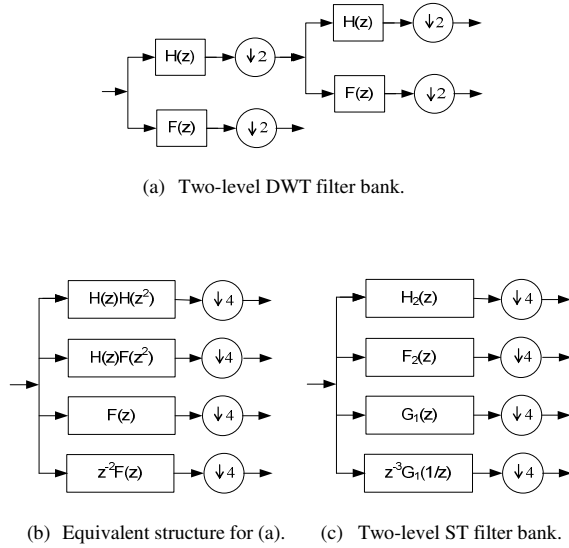 H(z) ↓2
H(z) ↓2
F(z) ↓2
F(z) ↓2
(a) Two-level DWT filter bank.
H(z)H(z²) ↓4
H(z)F(z²) ↓4
F(z) ↓4
z⁻²F(z) ↓4
(b) Equivalent structure for (a).
H₂(z) ↓4
F₂(z) ↓4
G₁(z) ↓4
z⁻³G₁(1/z) ↓4
(c) Two-level ST filter bank.